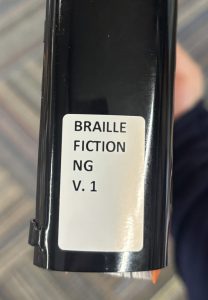 BRAILLE
FICTION
NG
V. 1